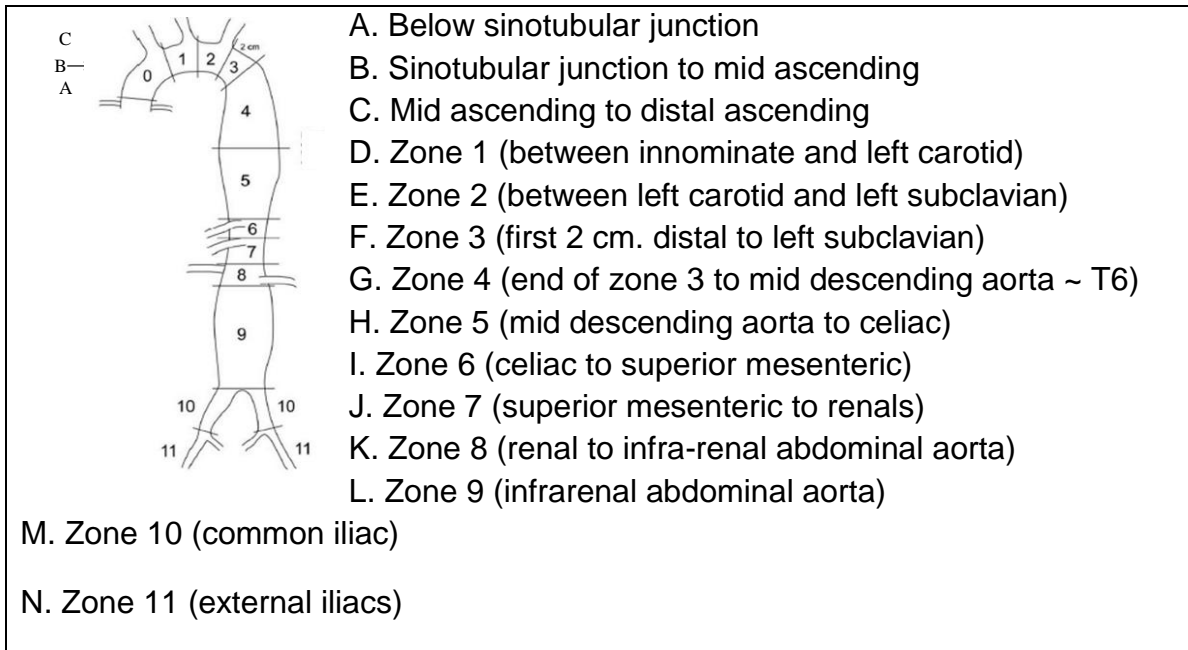 C
B
A
0
1
2
2 cm
3
4
5
6
7
8
9
10
10
11
11
A. Below sinotubular junction
B. Sinotubular junction to mid ascending
C. Mid ascending to distal ascending
D. Zone 1 (between innominate and left carotid)
E. Zone 2 (between left carotid and left subclavian)
F. Zone 3 (first 2 cm. distal to left subclavian)
G. Zone 4 (end of zone 3 to mid descending aorta ~ T6)
H. Zone 5 (mid descending aorta to celiac)
I. Zone 6 (celiac to superior mesenteric)
J. Zone 7 (superior mesenteric to renals)
K. Zone 8 (renal to infra-renal abdominal aorta)
L. Zone 9 (infrarenal abdominal aorta)
M. Zone 10 (common iliac)
N. Zone 11 (external iliacs)